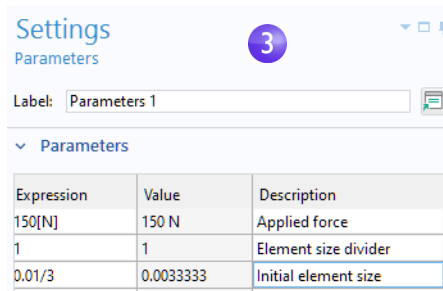 Settings
Parameters
3
Label: Parameters 1
Parameters
Expression Value Description
150[N] 150 N Applied force
1 1 Element size divider
0.01/3 0.0033333 Initial element size